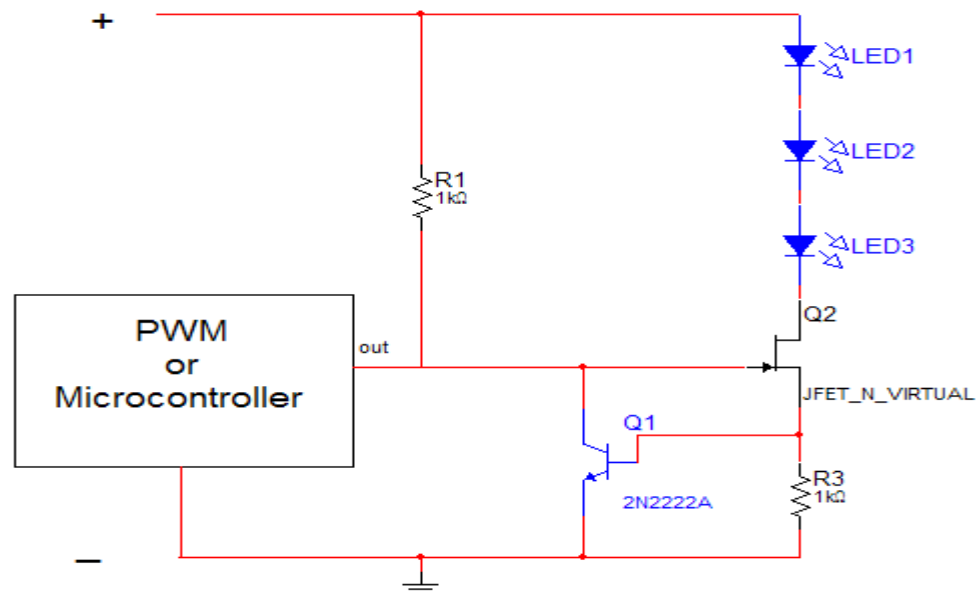 +
LED1
LED2
R1
1kΩ
LED3
Q2
PWM
or
Microcontroller
out
JFET_N_VIRTUAL
Q1
R3
1kΩ
2N2222A
−